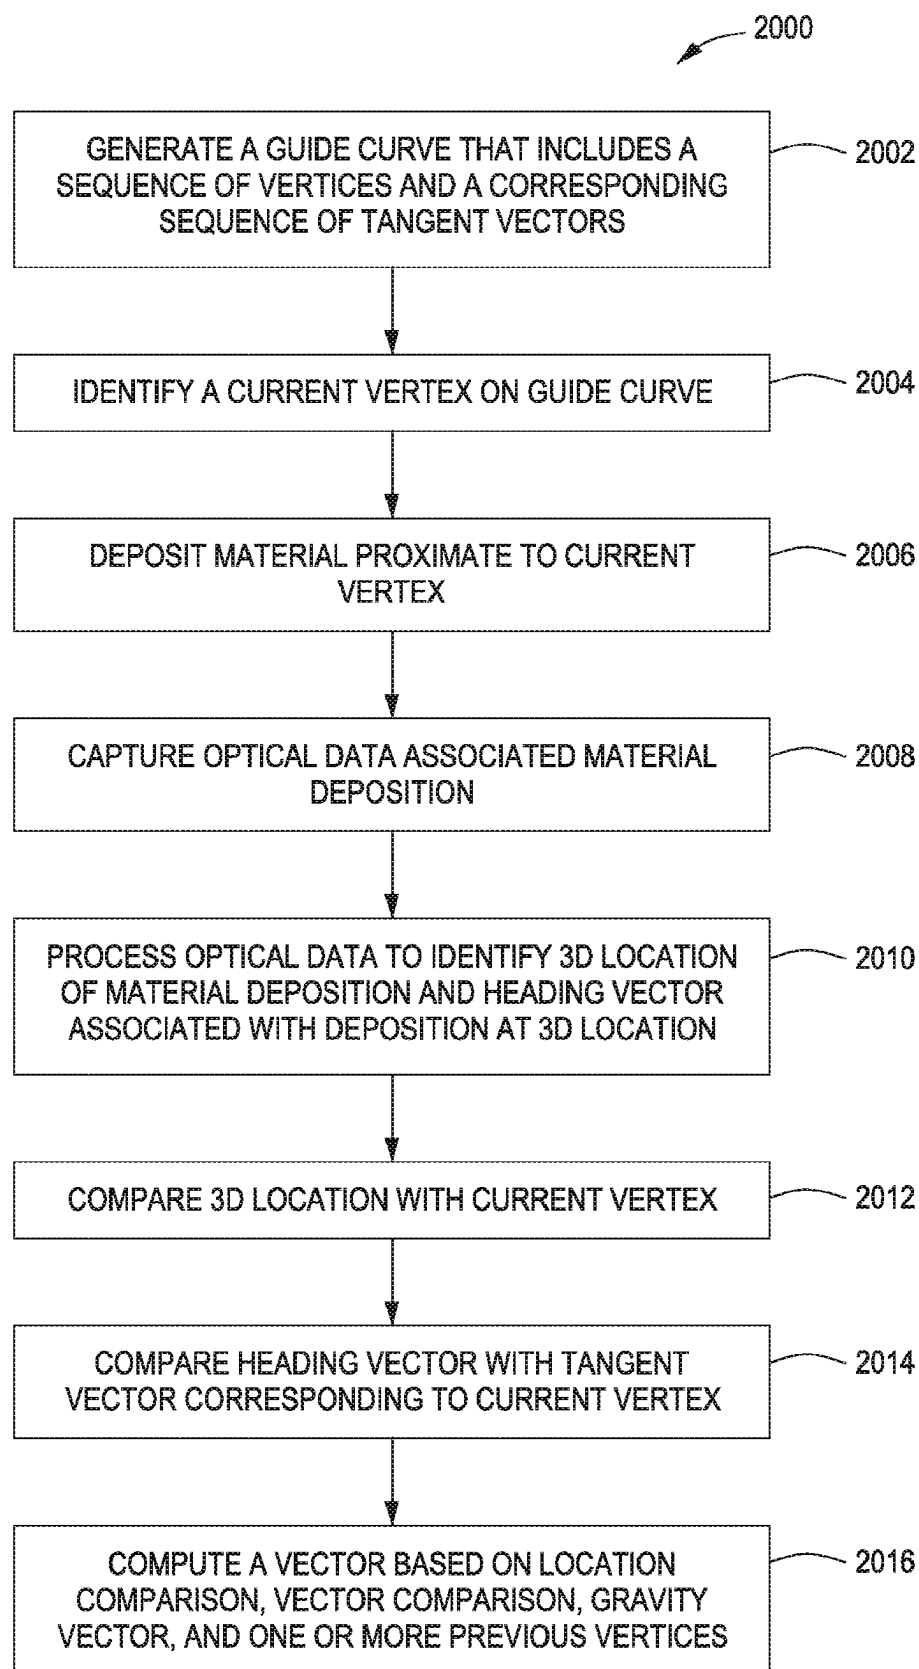 2000
GENERATE A GUIDE CURVE THAT INCLUDES A
SEQUENCE OF VERTICES AND A CORRESPONDING
SEQUENCE OF TANGENT VECTORS
2002
IDENTIFY A CURRENT VERTEX ON GUIDE CURVE
2004
DEPOSIT MATERIAL PROXIMATE TO CURRENT
VERTEX
2006
CAPTURE OPTICAL DATA ASSOCIATED MATERIAL
DEPOSITION
2008
PROCESS OPTICAL DATA TO IDENTIFY 3D LOCATION
OF MATERIAL DEPOSITION AND HEADING VECTOR
ASSOCIATED WITH DEPOSITION AT 3D LOCATION
2010
COMPARE 3D LOCATION WITH CURRENT VERTEX
2012
COMPARE HEADING VECTOR WITH TANGENT
VECTOR CORRESPONDING TO CURRENT VERTEX
2014
COMPUTE A VECTOR BASED ON LOCATION
COMPARISON, VECTOR COMPARISON, GRAVITY
VECTOR, AND ONE OR MORE PREVIOUS VERTICES
2016